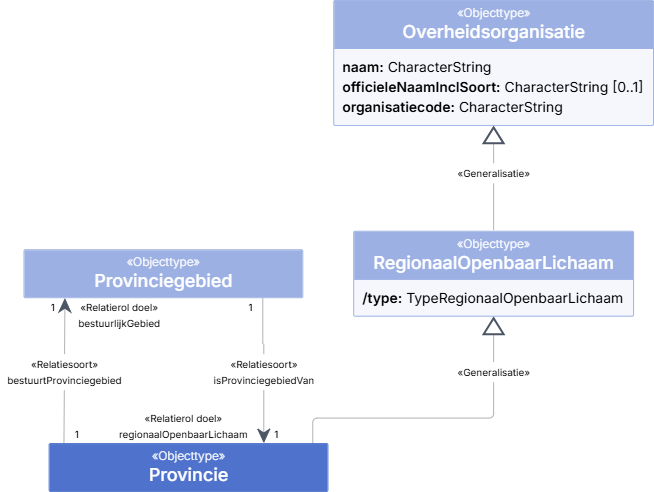 «Objecttype»
Overheidsorganisatie
naam: CharacterString
officieleNaamInclSoort: CharacterString [0..1]
organisatiecode: CharacterString
«Generalisatie»
«Objecttype»
RegionaalOpenbaarLichaam
/type: TypeRegionaalOpenbaarLichaam
«Objecttype»
Provinciegebied
1
«Relatierol doel»
bestuurlijkGebied
1
«Relatiesoort»
bestuurtProvinciegebied
«Relatiesoort»
isProvinciegebiedVan
«Generalisatie»
1
«Relatierol doel»
regionaalOpenbaarLichaam
1
«Objecttype»
Provincie